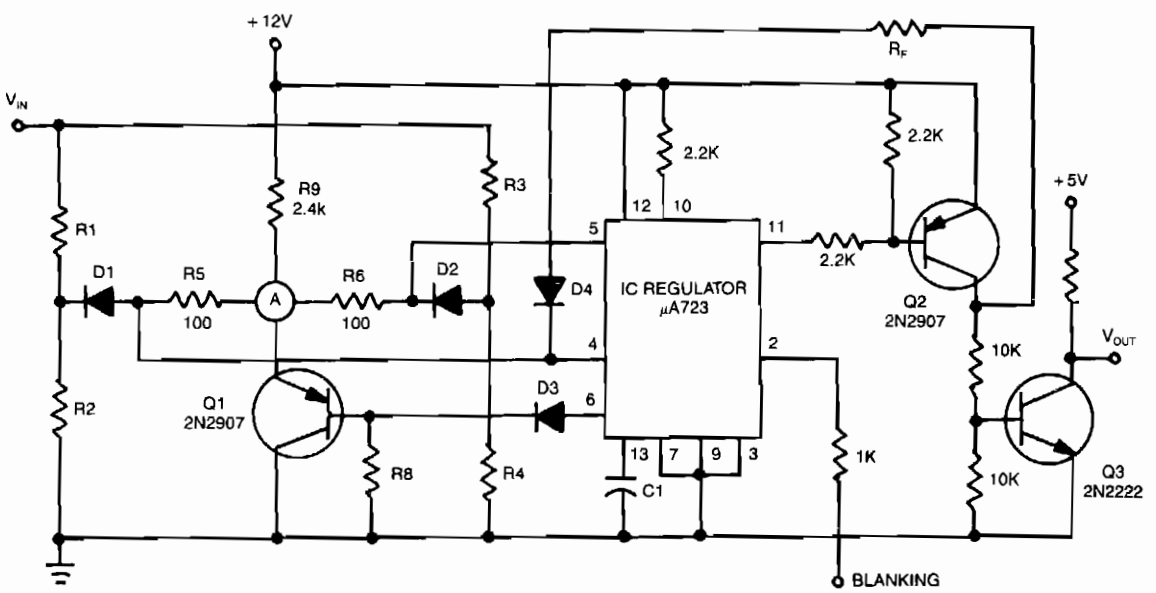 +12V
R_F
V_IN
2.2K
2.2K
+5V
R9
2.4k
R3
R1
12
10
5
11
D1
R5
100
A
R6
100
D2
D4
IC REGULATOR
µA723
2.2K
Q2
2N2907
4
2
10K
V_OUT
R2
Q1
2N2907
D3
6
R8
R4
13
7
9
3
C1
1K
10K
Q3
2N2222
BLANKING